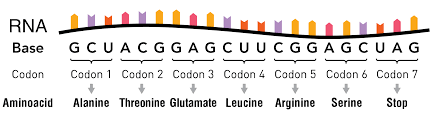 RNA
Base G C U A C G G A G C U U C G G A G C U A G
Codon Codon 1 Codon 2 Codon 3 Codon 4 Codon 5 Codon 6 Codon 7
Aminoacid Alanine Threonine Glutamate Leucine Arginine Serine Stop